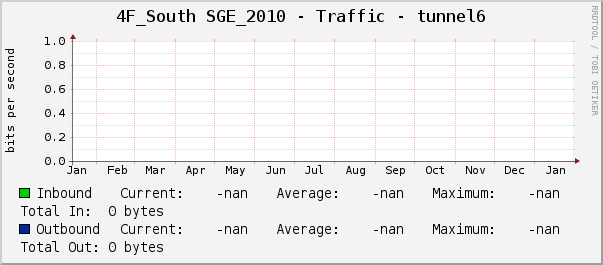 4F_South SGE_2010 - Traffic - tunnel6
RRDTOOL / TOBI OETIKER
bits per second
1.0
0.8
0.6
0.4
0.2
0.0
Jan Feb Mar Apr May Jun Jul Aug Sep Oct Nov Dec Jan
Inbound Current: -nan Average: -nan Maximum: -nan
Total In: 0 bytes
Outbound Current: -nan Average: -nan Maximum: -nan
Total Out: 0 bytes